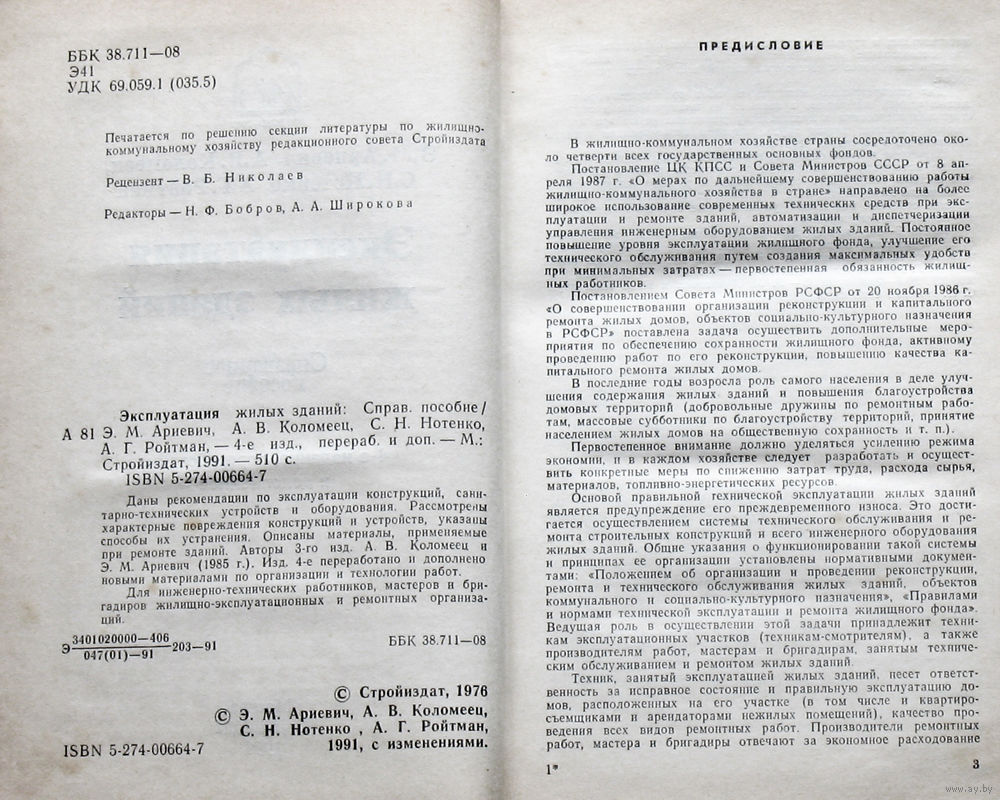 ББК 38.711—08
Э41
УДК 69.059.1 (035.5)
Печатается по решению секции литературы по жилищно-
коммунальному хозяйству редакционного совета Стройиздата
Рецензент — В. Б. Николаев
Редакторы — Н. Ф. Бобров, А. А. Широкова
Эксплуатация жилых зданий: Справ. пособие/
А 81 Э. М. Ариевич, А. В. Коломеец, С. Н. Нотенко,
А. Г. Ройтман, — 4-е изд., перераб. и доп. — М.:
Стройиздат, 1991. — 510 с.
ISBN 5-274-00664-7
Даны рекомендации по эксплуатации конструкций, сани-
тарно-технических устройств и оборудования. Рассмотрены
характерные повреждения конструкций и устройств, указаны
способы их устранения. Описаны материалы, применяемые
при ремонте зданий. Авторы 3-го изд. А. В. Коломеец и
Э. М. Ариевич (1985 г.). Изд. 4-е переработано и дополнено
новыми материалами по организации и технологии работ.
Для инженерно-технических работников, мастеров и бри-
гадиров жилищно-эксплуатационных и ремонтных организа-
ций.
3401020000—406
Э 203—91 ББК 38.711—08
047(01)—91
© Стройиздат, 1976
© Э. М. Ариевич, А. В. Коломеец,
С. Н. Нотенко , А. Г. Ройтман,
1991, с изменениями.
ISBN 5-274-00664-7
ПРЕДИСЛОВИЕ
В жилищно-коммунальном хозяйстве страны сосредоточено око-
ло четверти всех государственных основных фондов.
Постановление ЦК КПСС и Совета Министров СССР от 8 ап-
реля 1987 г. «О мерах по дальнейшему совершенствованию работы
жилищно-коммунального хозяйства в стране» направлено на более
широкое использование современных технических средств при экс-
плуатации и ремонте зданий, автоматизации и диспетчеризации
управления инженерным оборудованием жилых зданий. Постоянное
повышение уровня эксплуатации жилищного фонда, улучшение его
технического обслуживания путем создания максимальных удобств
при минимальных затратах — первостепенная обязанность жилищ-
ных работников.
Постановлением Совета Министров РСФСР от 20 ноября 1986 г.
«О совершенствовании организации реконструкции и капитального
ремонта жилых домов, объектов социально-культурного назначения
в РСФСР» поставлена задача осуществить дополнительные меро-
приятия по обеспечению сохранности жилищного фонда, активному
проведению работ по его реконструкции, повышению качества ка-
питального ремонта жилых домов.
В последние годы возросла роль самого населения в деле улуч-
шения содержания жилых зданий и повышения благоустройства
домовых территорий (добровольные дружины по ремонтным рабо-
там, массовые субботники по благоустройству территорий, принятие
населением жилых домов на общественную сохранность и т. п.).
Первостепенное внимание должно уделяться усилению режима
экономии, и в каждом хозяйстве следует разработать и осущест-
вить конкретные меры по снижению затрат труда, расхода сырья,
материалов, топливно-энергетических ресурсов.
Основой правильной технической эксплуатации жилых зданий
является предупреждение его преждевременного износа. Это дости-
гается осуществлением системы технического обслуживания и ре-
монта строительных конструкций и всего инженерного оборудования
жилых зданий. Общие указания о функционировании такой системы
и принципах ее организации установлены нормативными докумен-
тами: «Положением об организации и проведении реконструкции,
ремонта и технического обслуживания жилых зданий, объектов
коммунального и социально-культурного назначения», «Правилами
и нормами технической эксплуатации и ремонта жилищного фонда».
Ведущая роль в осуществлении этой задачи принадлежит техни-
кам эксплуатационных участков (техникам-смотрителям), а также
производителям работ, мастерам и бригадирам, занятым техниче-
ским обслуживанием и ремонтом жилых зданий.
Техник, занятый эксплуатацией жилых зданий, несет ответст-
венность за исправное состояние и правильную эксплуатацию до-
мов, расположенных на его участке (в том числе и квартиро-
съемщиками и арендаторами нежилых помещений), качество про-
ведения всех видов ремонтных работ. Производители ремонтных
работ, мастера и бригадиры отвечают за экономное расходование
1*
3
www.ay.by